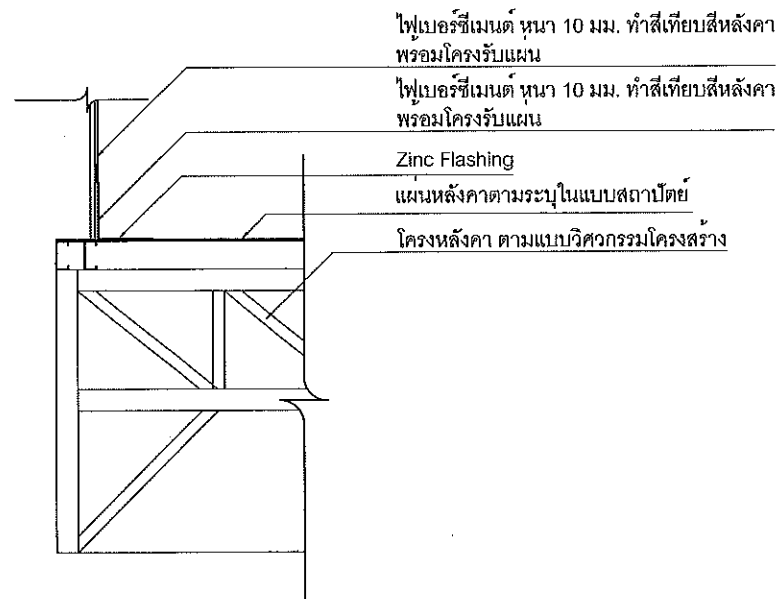 ไฟเบอร์ซีเมนต์ หนา 10 มม. ทำสีเทียบสีหลังคา
พร้อมโครงรับแผ่น
ไฟเบอร์ซีเมนต์ หนา 10 มม. ทำสีเทียบสีหลังคา
พร้อมโครงรับแผ่น
Zinc Flashing
แผ่นหลังคาตามระบุในแบบสถาปัตย์
โครงหลังคา ตามแบบวิศวกรรมโครงสร้าง